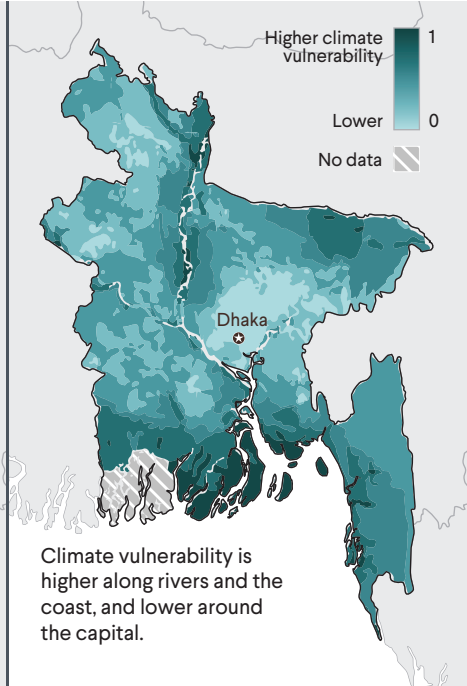 Higher climate
vulnerability
1
Lower
0
No data
Dhaka
Climate vulnerability is
higher along rivers and the
coast, and lower around
the capital.